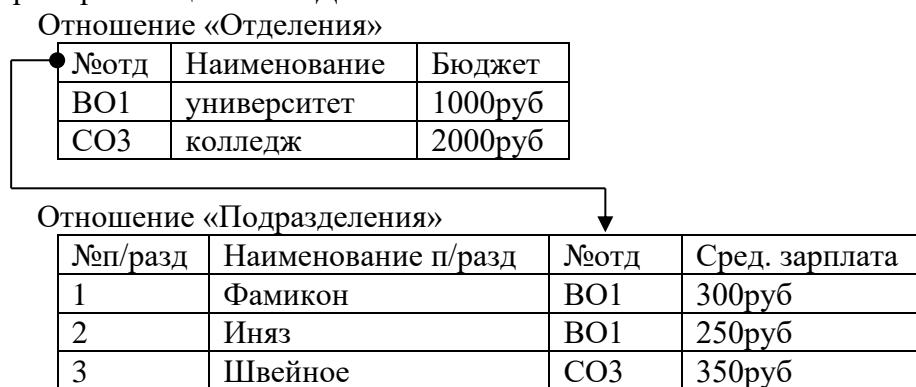 Отношение «Отделения»
№отд Наименование Бюджет
ВО1 университет 1000руб
СО3 колледж 2000руб
Отношение «Подразделения»
№п/разд Наименование п/разд №отд Сред. зарплата
1 Фамикон ВО1 300руб
2 Иняз ВО1 250руб
3 Швейное СО3 350руб